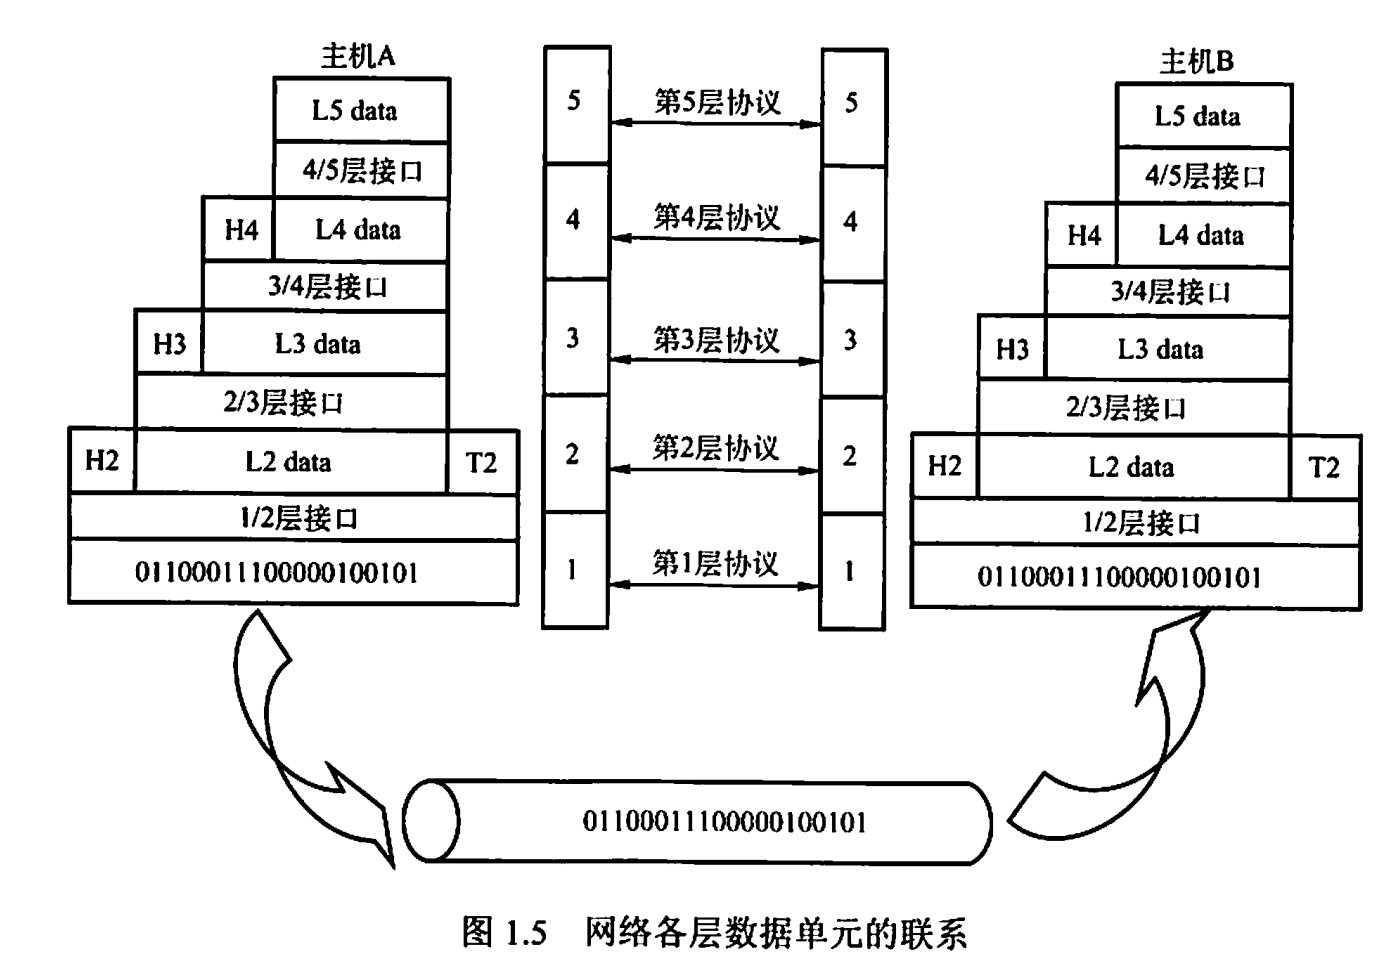 主机A
L5 data
4/5层接口
H4 L4 data
3/4层接口
H3 L3 data
2/3层接口
H2 L2 data T2
1/2层接口
01100011100000100101
5 第5层协议 5
4 第4层协议 4
3 第3层协议 3
2 第2层协议 2
1 第1层协议 1
主机B
L5 data
4/5层接口
H4 L4 data
3/4层接口
H3 L3 data
2/3层接口
H2 L2 data T2
1/2层接口
01100011100000100101
01100011100000100101
图 1.5 网络各层数据单元的联系